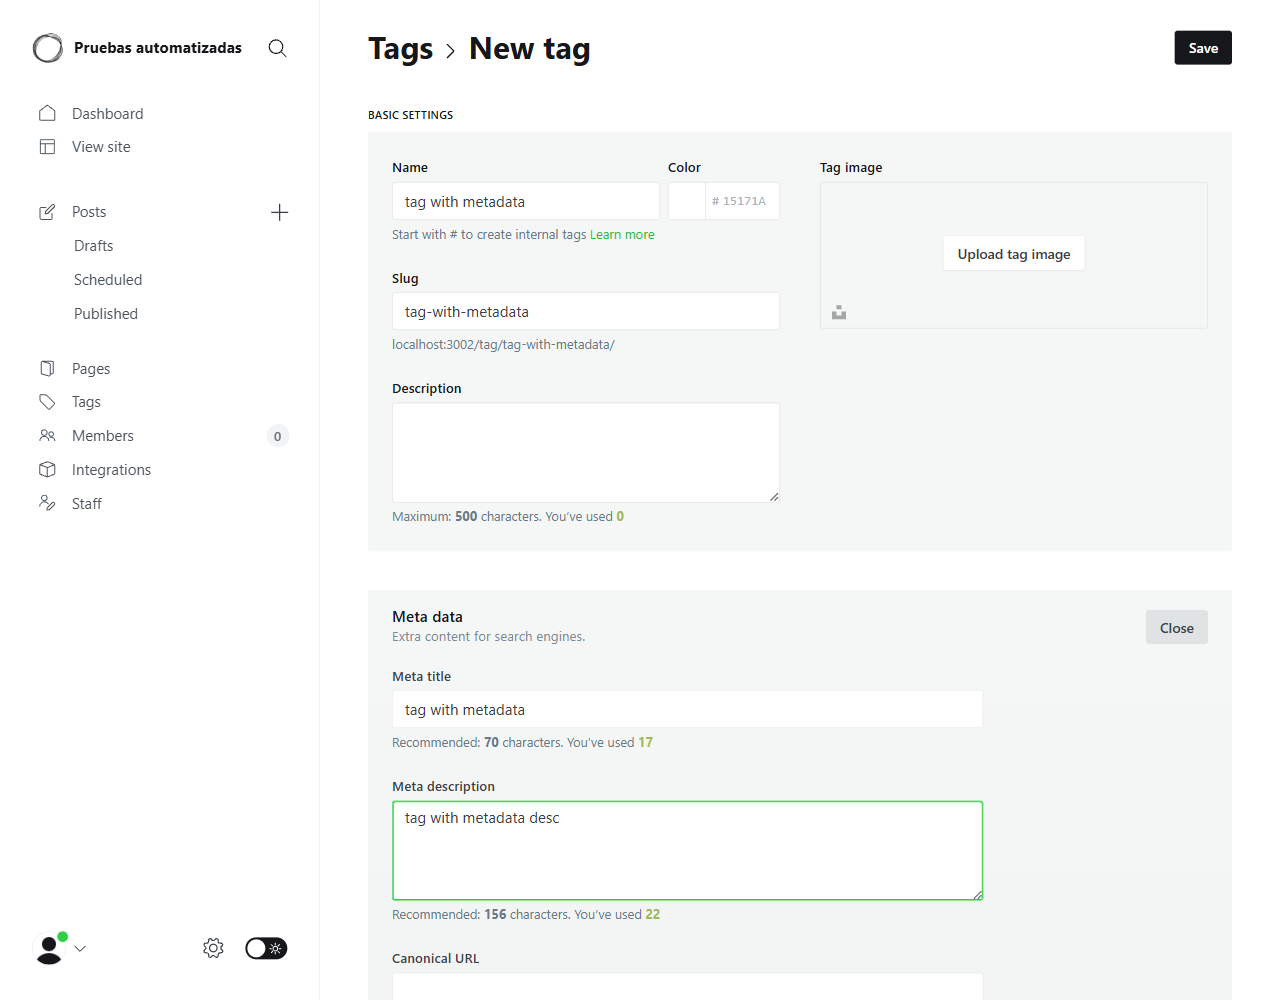 Pruebas automatizadas
Dashboard
View site
Posts
Drafts
Scheduled
Published
Pages
Tags
Members 0
Integrations
Staff
Tags > New tag
Save
BASIC SETTINGS
Name
tag with metadata
Start with # to create internal tags Learn more
Color
# 15171A
Slug
tag-with-metadata
localhost:3002/tag/tag-with-metadata/
Description
Maximum: 500 characters. You've used 0
Tag image
Upload tag image
Meta data
Extra content for search engines.
Close
Meta title
tag with metadata
Recommended: 70 characters. You've used 17
Meta description
tag with metadata desc
Recommended: 156 characters. You've used 22
Canonical URL